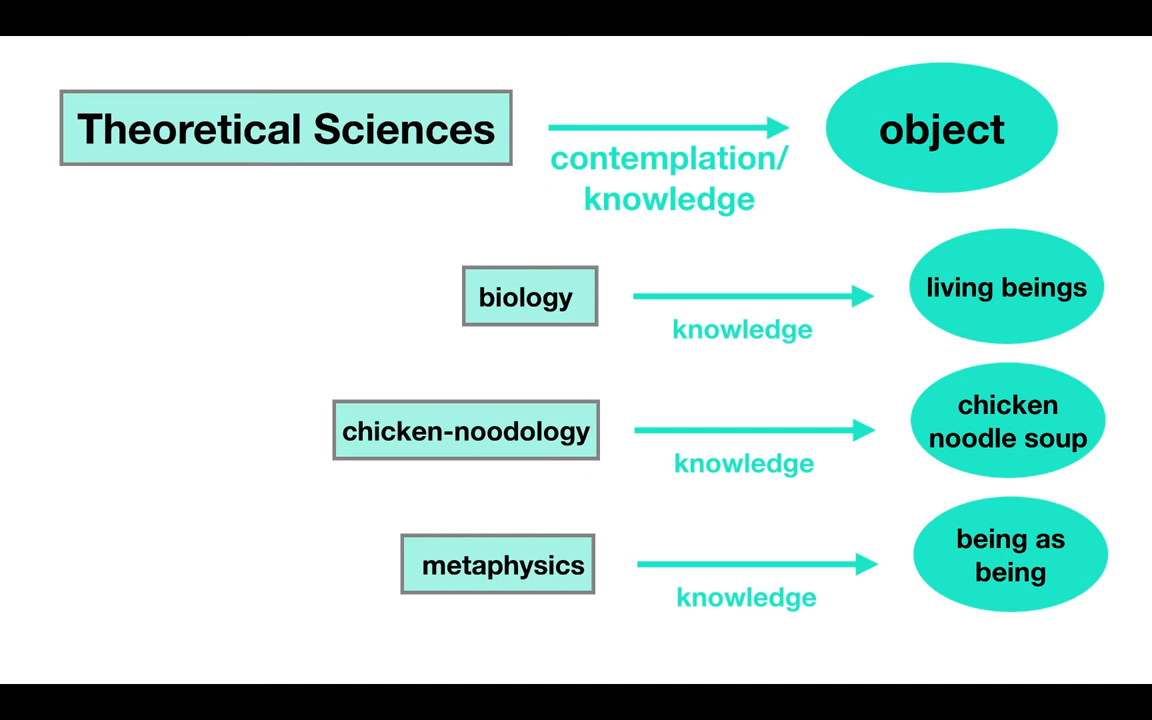 Theoretical Sciences
contemplation/
knowledge
object
biology
knowledge
living beings
chicken-noodology
knowledge
chicken
noodle soup
metaphysics
knowledge
being as
being